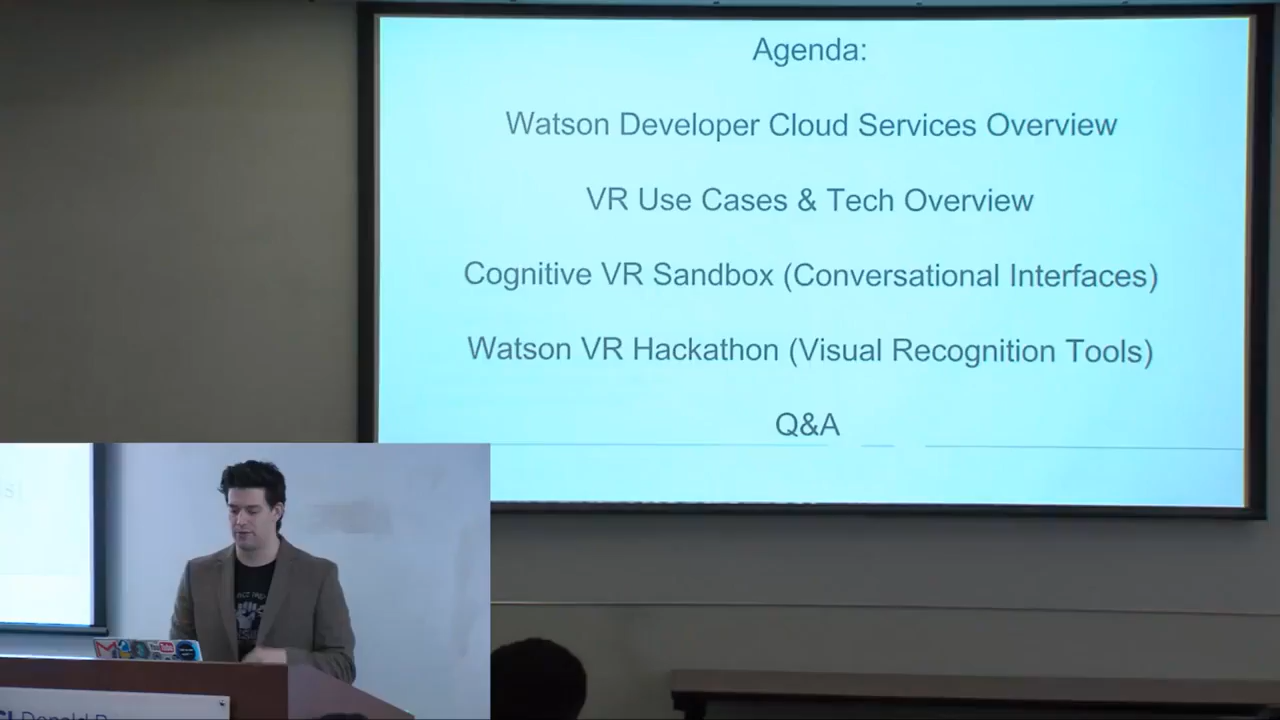 Agenda:
Watson Developer Cloud Services Overview
VR Use Cases & Tech Overview
Cognitive VR Sandbox (Conversational Interfaces)
Watson VR Hackathon (Visual Recognition Tools)
Q&A